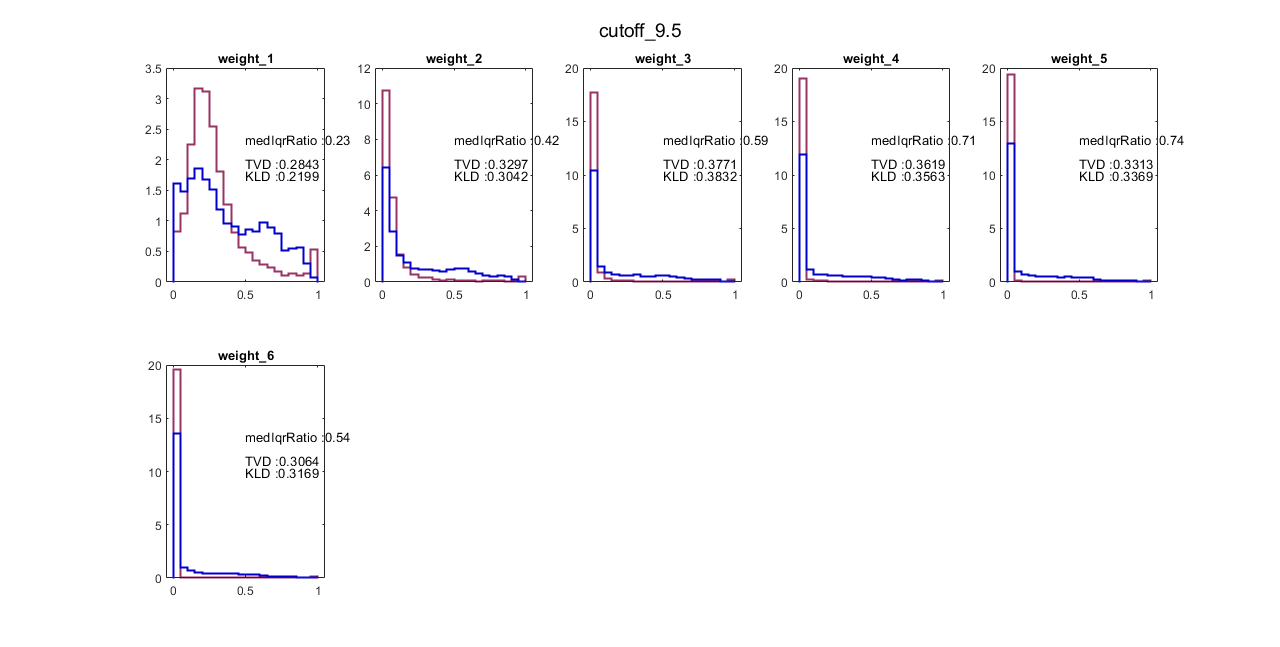 cutoff_9.5
weight_1
3.5
3
2.5
2
1.5
1
0.5
0
0 0.5 1
medIqrRatio :0.23
TVD :0.2843
KLD :0.2199
weight_2
12
10
8
6
4
2
0
0 0.5 1
medIqrRatio :0.42
TVD :0.3297
KLD :0.3042
weight_3
20
15
10
5
0
0 0.5 1
medIqrRatio :0.59
TVD :0.3771
KLD :0.3832
weight_4
20
15
10
5
0
0 0.5 1
medIqrRatio :0.71
TVD :0.3619
KLD :0.3563
weight_5
20
15
10
5
0
0 0.5 1
medIqrRatio :0.74
TVD :0.3313
KLD :0.3369
weight_6
20
15
10
5
0
0 0.5 1
medIqrRatio :0.54
TVD :0.3064
KLD :0.3169